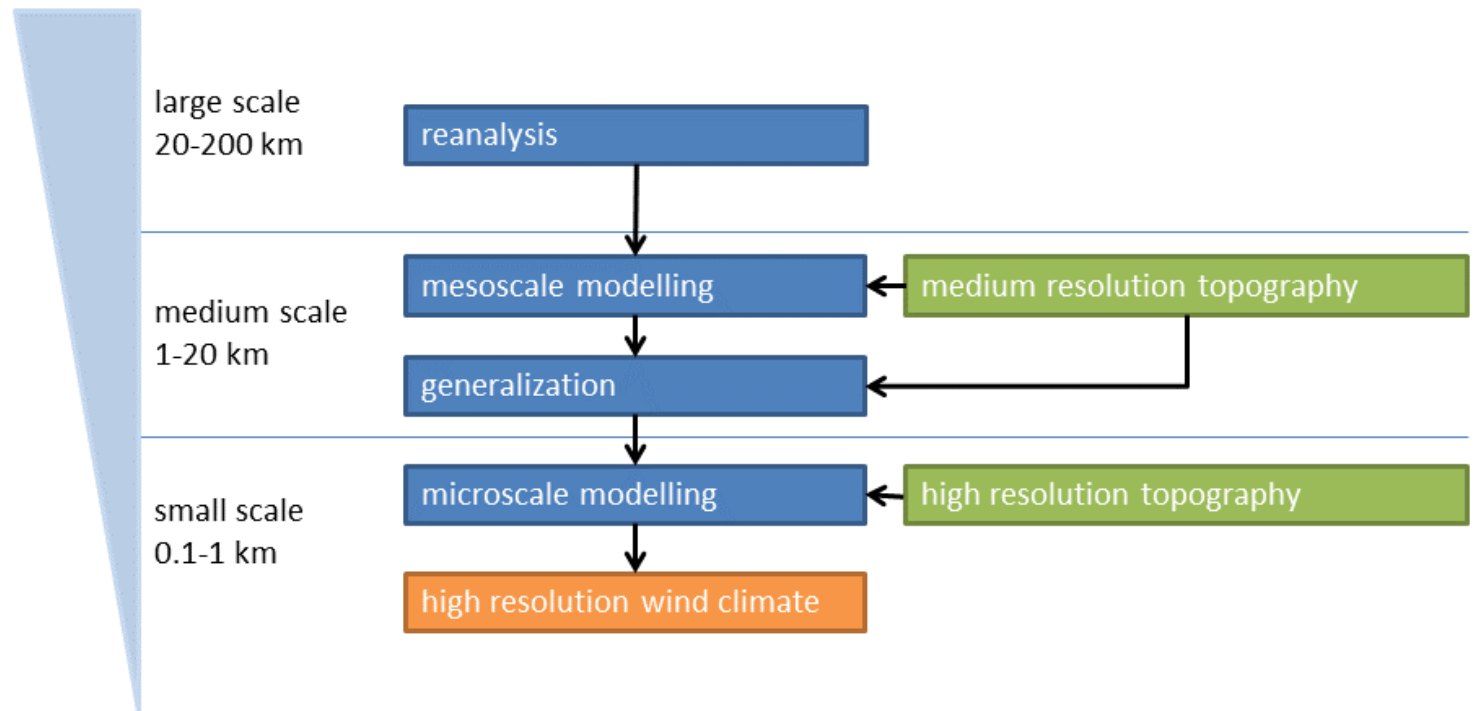 large scale
20-200 km
reanalysis
medium scale
1-20 km
mesoscale modelling
medium resolution topography
generalization
small scale
0.1-1 km
microscale modelling
high resolution topography
high resolution wind climate